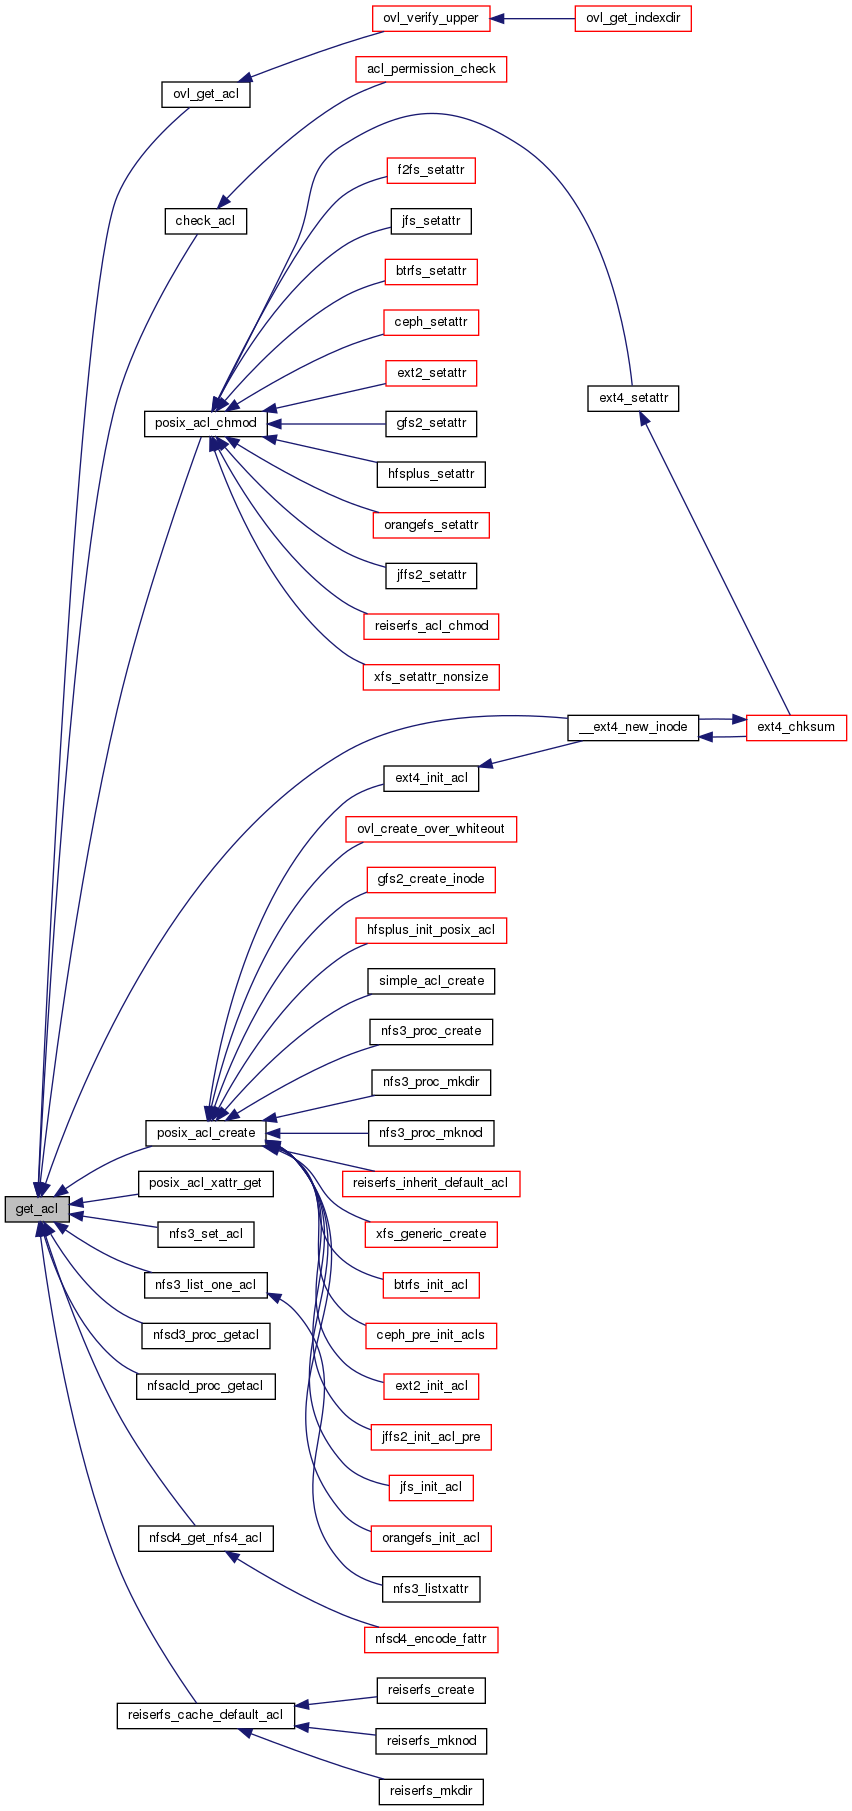 ovl_verify_upper
ovl_get_indexdir
acl_permission_check
ovl_get_acl
f2fs_setattr
check_acl
jfs_setattr
btrfs_setattr
ceph_setattr
ext2_setattr
ext4_setattr
posix_acl_chmod
gfs2_setattr
hfsplus_setattr
orangefs_setattr
jffs2_setattr
reiserfs_acl_chmod
xfs_setattr_nonsize
__ext4_new_inode
ext4_chksum
ext4_init_acl
ovl_create_over_whiteout
gfs2_create_inode
hfsplus_init_posix_acl
simple_acl_create
nfs3_proc_create
nfs3_proc_mkdir
posix_acl_create
nfs3_proc_mknod
posix_acl_xattr_get
reiserfs_inherit_default_acl
get_acl
nfs3_set_acl
xfs_generic_create
nfs3_list_one_acl
btrfs_init_acl
nfsd3_proc_getacl
ceph_pre_init_acls
nfsacld_proc_getacl
ext2_init_acl
jffs2_init_acl_pre
jfs_init_acl
nfsd4_get_nfs4_acl
orangefs_init_acl
nfs3_listxattr
nfsd4_encode_fattr
reiserfs_create
reiserfs_cache_default_acl
reiserfs_mknod
reiserfs_mkdir